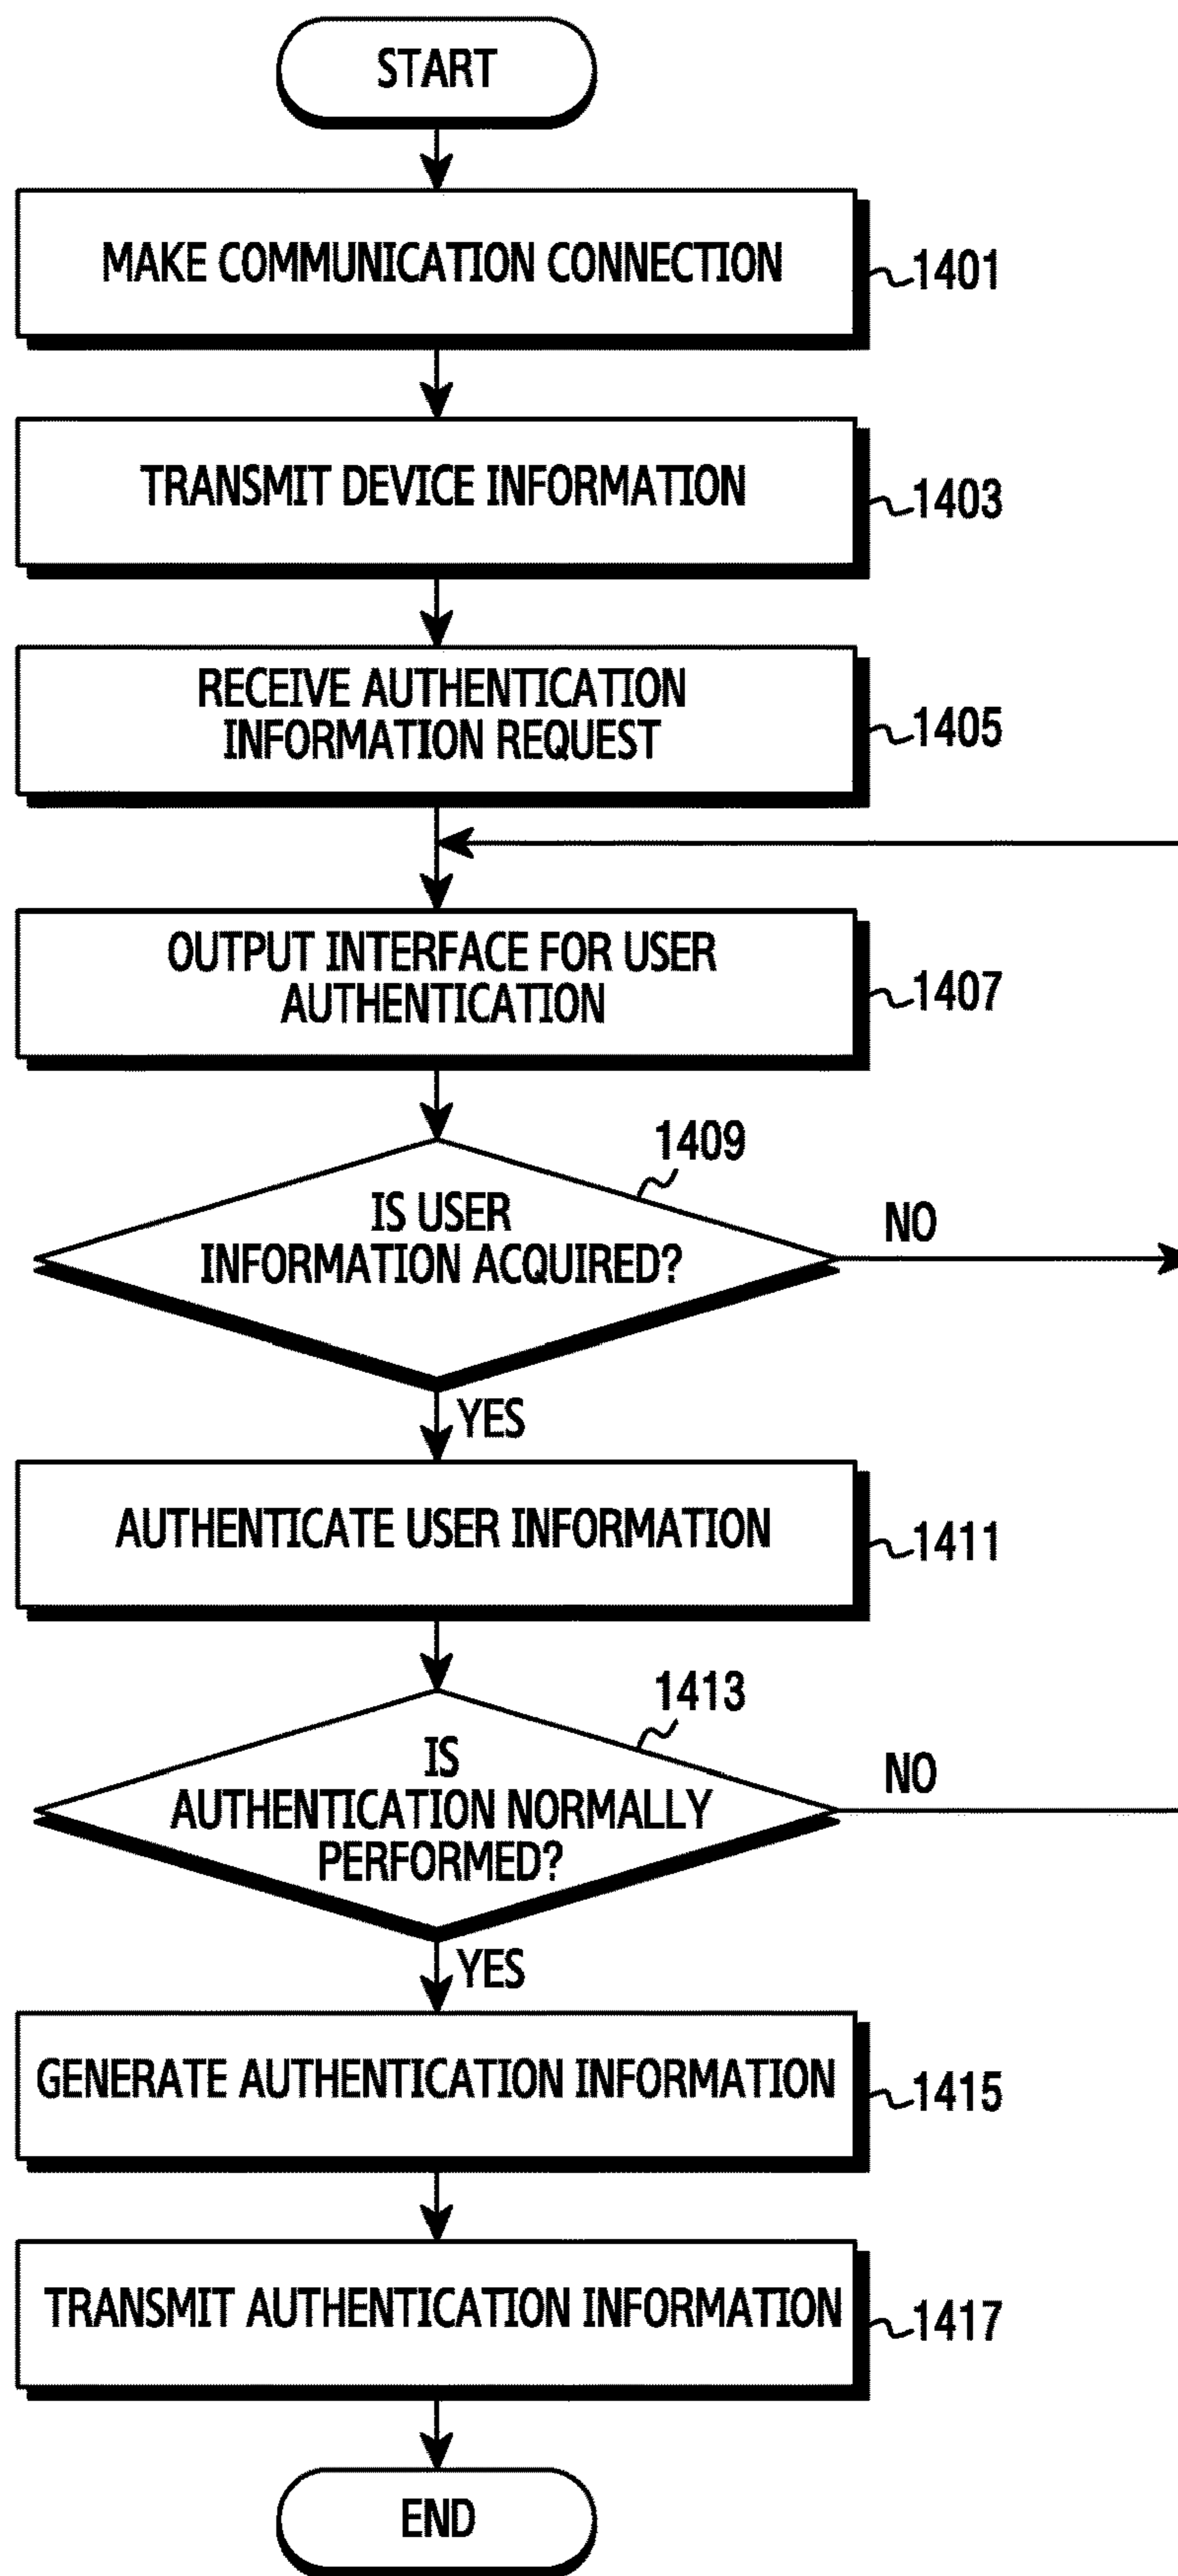 START
MAKE COMMUNICATION CONNECTION
1401
TRANSMIT DEVICE INFORMATION
1403
RECEIVE AUTHENTICATION
INFORMATION REQUEST
1405
OUTPUT INTERFACE FOR USER
AUTHENTICATION
1407
1409
IS USER
INFORMATION ACQUIRED?
NO
YES
AUTHENTICATE USER INFORMATION
1411
1413
IS
AUTHENTICATION NORMALLY
PERFORMED?
NO
YES
GENERATE AUTHENTICATION INFORMATION
1415
TRANSMIT AUTHENTICATION INFORMATION
1417
END